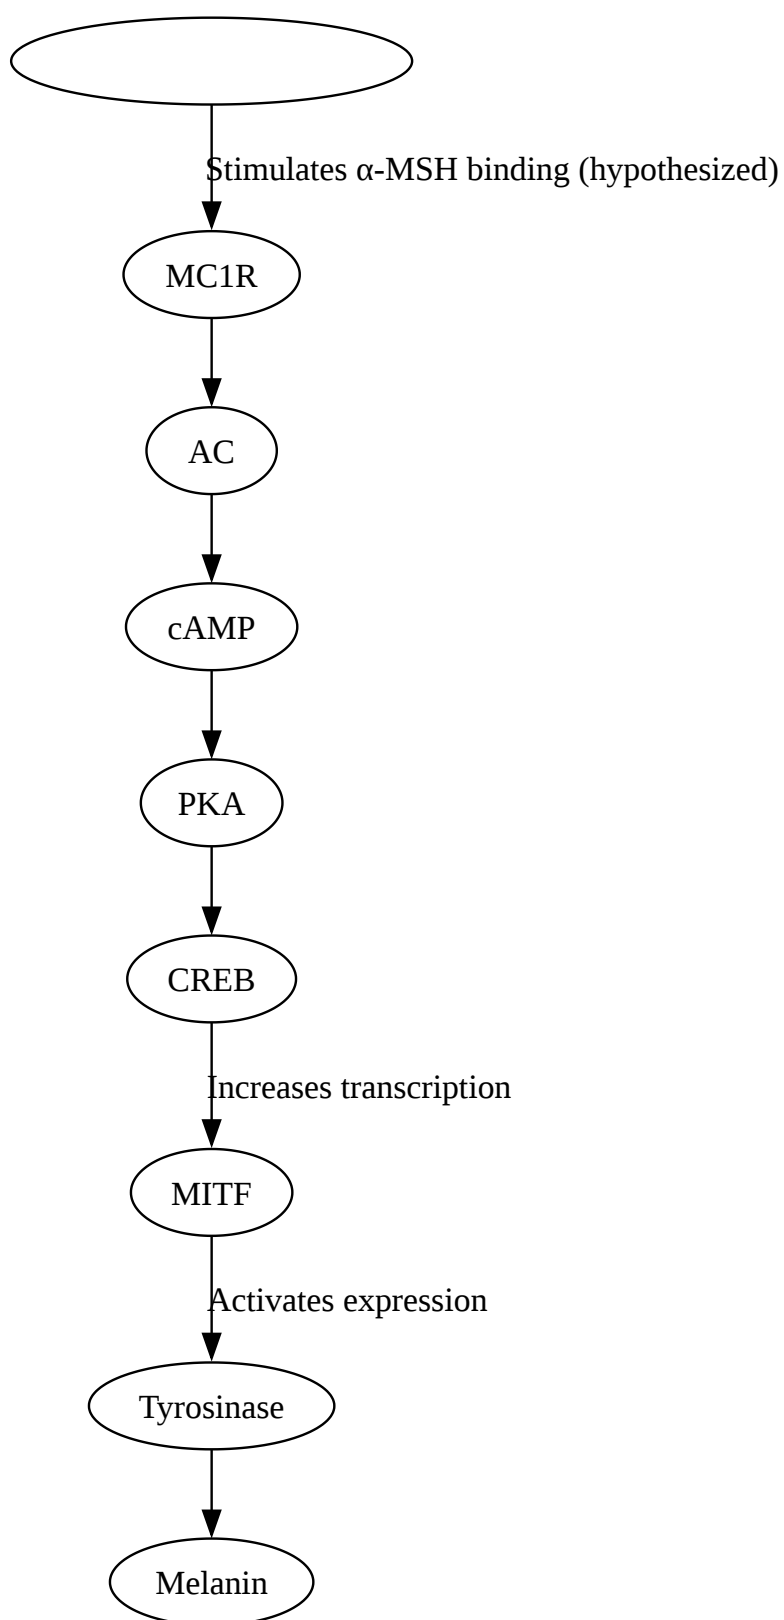 Stimulates α-MSH binding (hypothesized)
MC1R
AC
cAMP
PKA
CREB
Increases transcription
MITF
Activates expression
Tyrosinase
Melanin